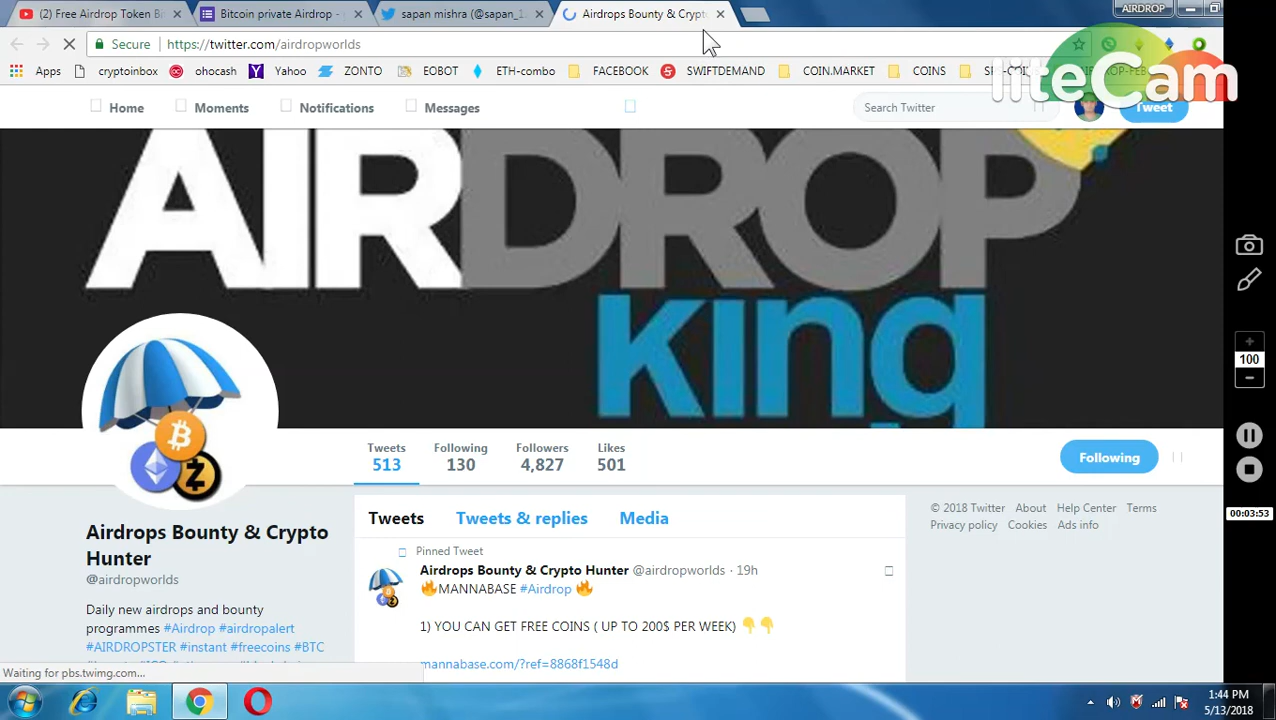 (2) Free Airdrop Token Bi
Bitcoin private Airdrop -
sapan mishra (@sapan_1
Airdrops Bounty & Crypt
AIRDROP
Secure
https://twitter.com/airdropworlds
Apps
cryptoinbox
ohocash
Yahoo
ETH-combo
FACEBOOK
SWIFTDEMAND
COIN.MARKET
COINS
liteCam
Home
Moments
Notifications
Messages
Search Twitter
Tweet
AIRDROP
king
Tweets
Following
Followers
Likes
513
130
4,827
501
Following
100
00:03:53
Airdrops Bounty & Crypto
Hunter
@airdropworlds
Daily new airdrops and bounty
programmes #Airdrop #airdropalert
#AIRDROPSTER #instant #freecoins #BTC
Tweets
Tweets & replies
Media
Pinned Tweet
Airdrops Bounty & Crypto Hunter @airdropworlds · 19h
🔥MANNABASE #Airdrop 🔥
1) YOU CAN GET FREE COINS ( UP TO 200$ PER WEEK) 👇👇
mannabase.com/?ref=8868f1548d
© 2018 Twitter About Help Center Terms
Privacy policy Cookies Ads info
Waiting for pbs.twimg.com...
1:44 PM
5/13/2018